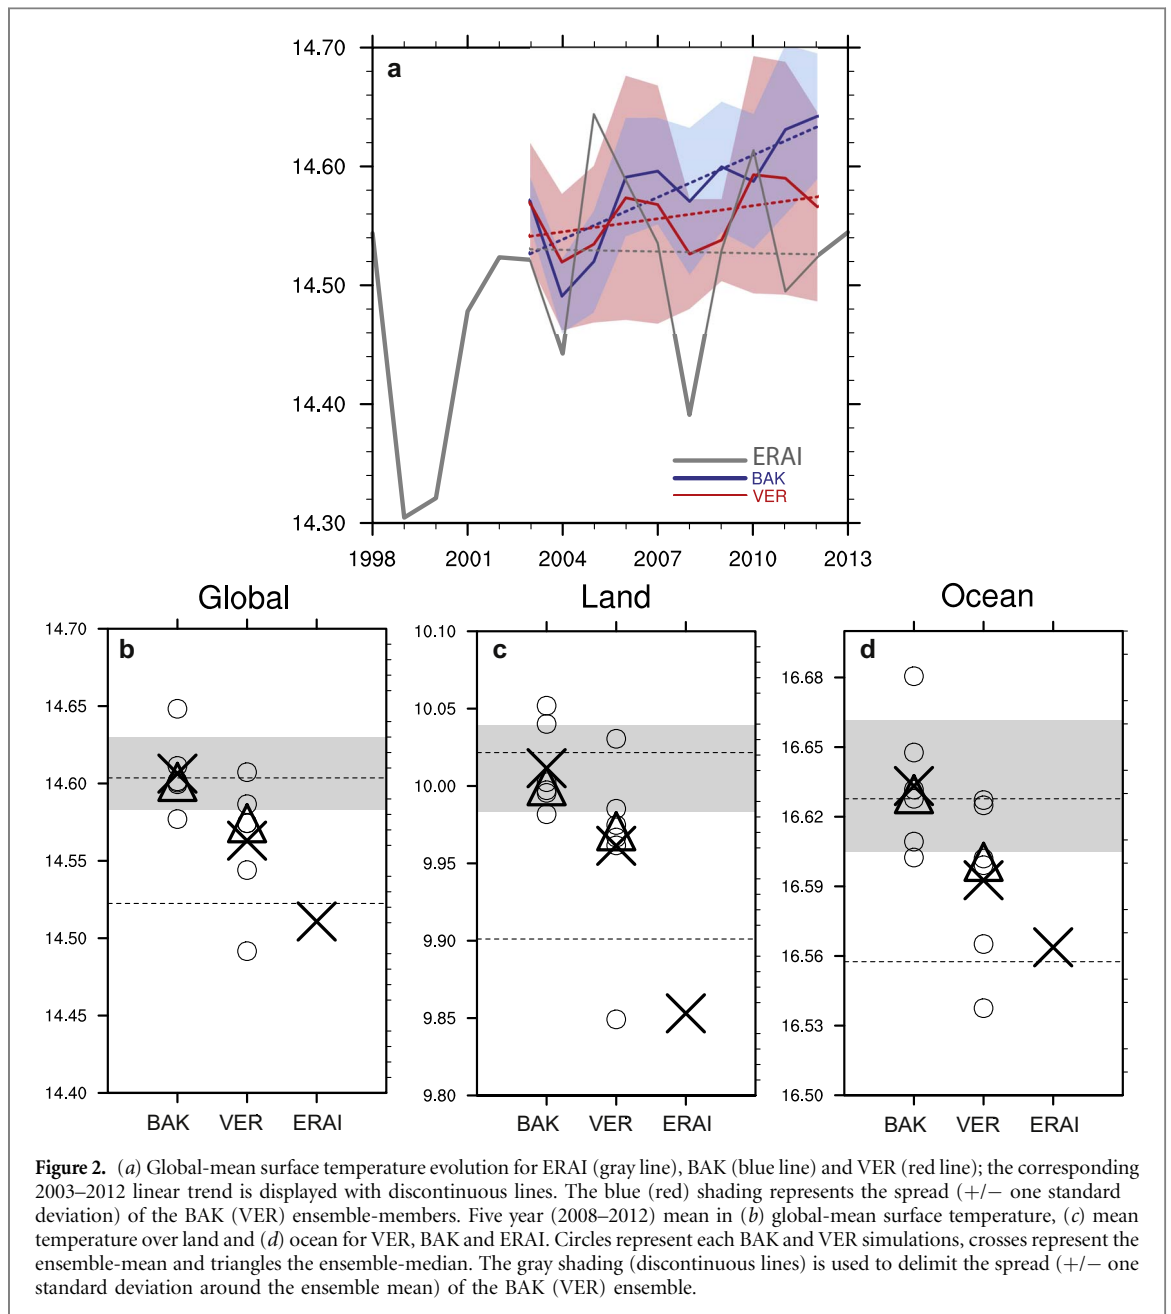 14.70
14.60
14.50
14.40
14.30
a
ERAI
BAK
VER
1998 2001 2004 2007 2010 2013
Global Land Ocean
b
14.70
14.65
14.60
14.55
14.50
14.45
14.40
BAK VER ERAI
c
10.10
10.05
10.00
9.95
9.90
9.85
9.80
BAK VER ERAI
d
16.68
16.65
16.62
16.59
16.56
16.53
16.50
BAK VER ERAI
Figure 2. (a) Global-mean surface temperature evolution for ERAI (gray line), BAK (blue line) and VER (red line); the corresponding
2003–2012 linear trend is displayed with discontinuous lines. The blue (red) shading represents the spread (+/− one standard
deviation) of the BAK (VER) ensemble-members. Five year (2008–2012) mean in (b) global-mean surface temperature, (c) mean
temperature over land and (d) ocean for VER, BAK and ERAI. Circles represent each BAK and VER simulations, crosses represent the
ensemble-mean and triangles the ensemble-median. The gray shading (discontinuous lines) is used to delimit the spread (+/− one
standard deviation around the ensemble mean) of the BAK (VER) ensemble.